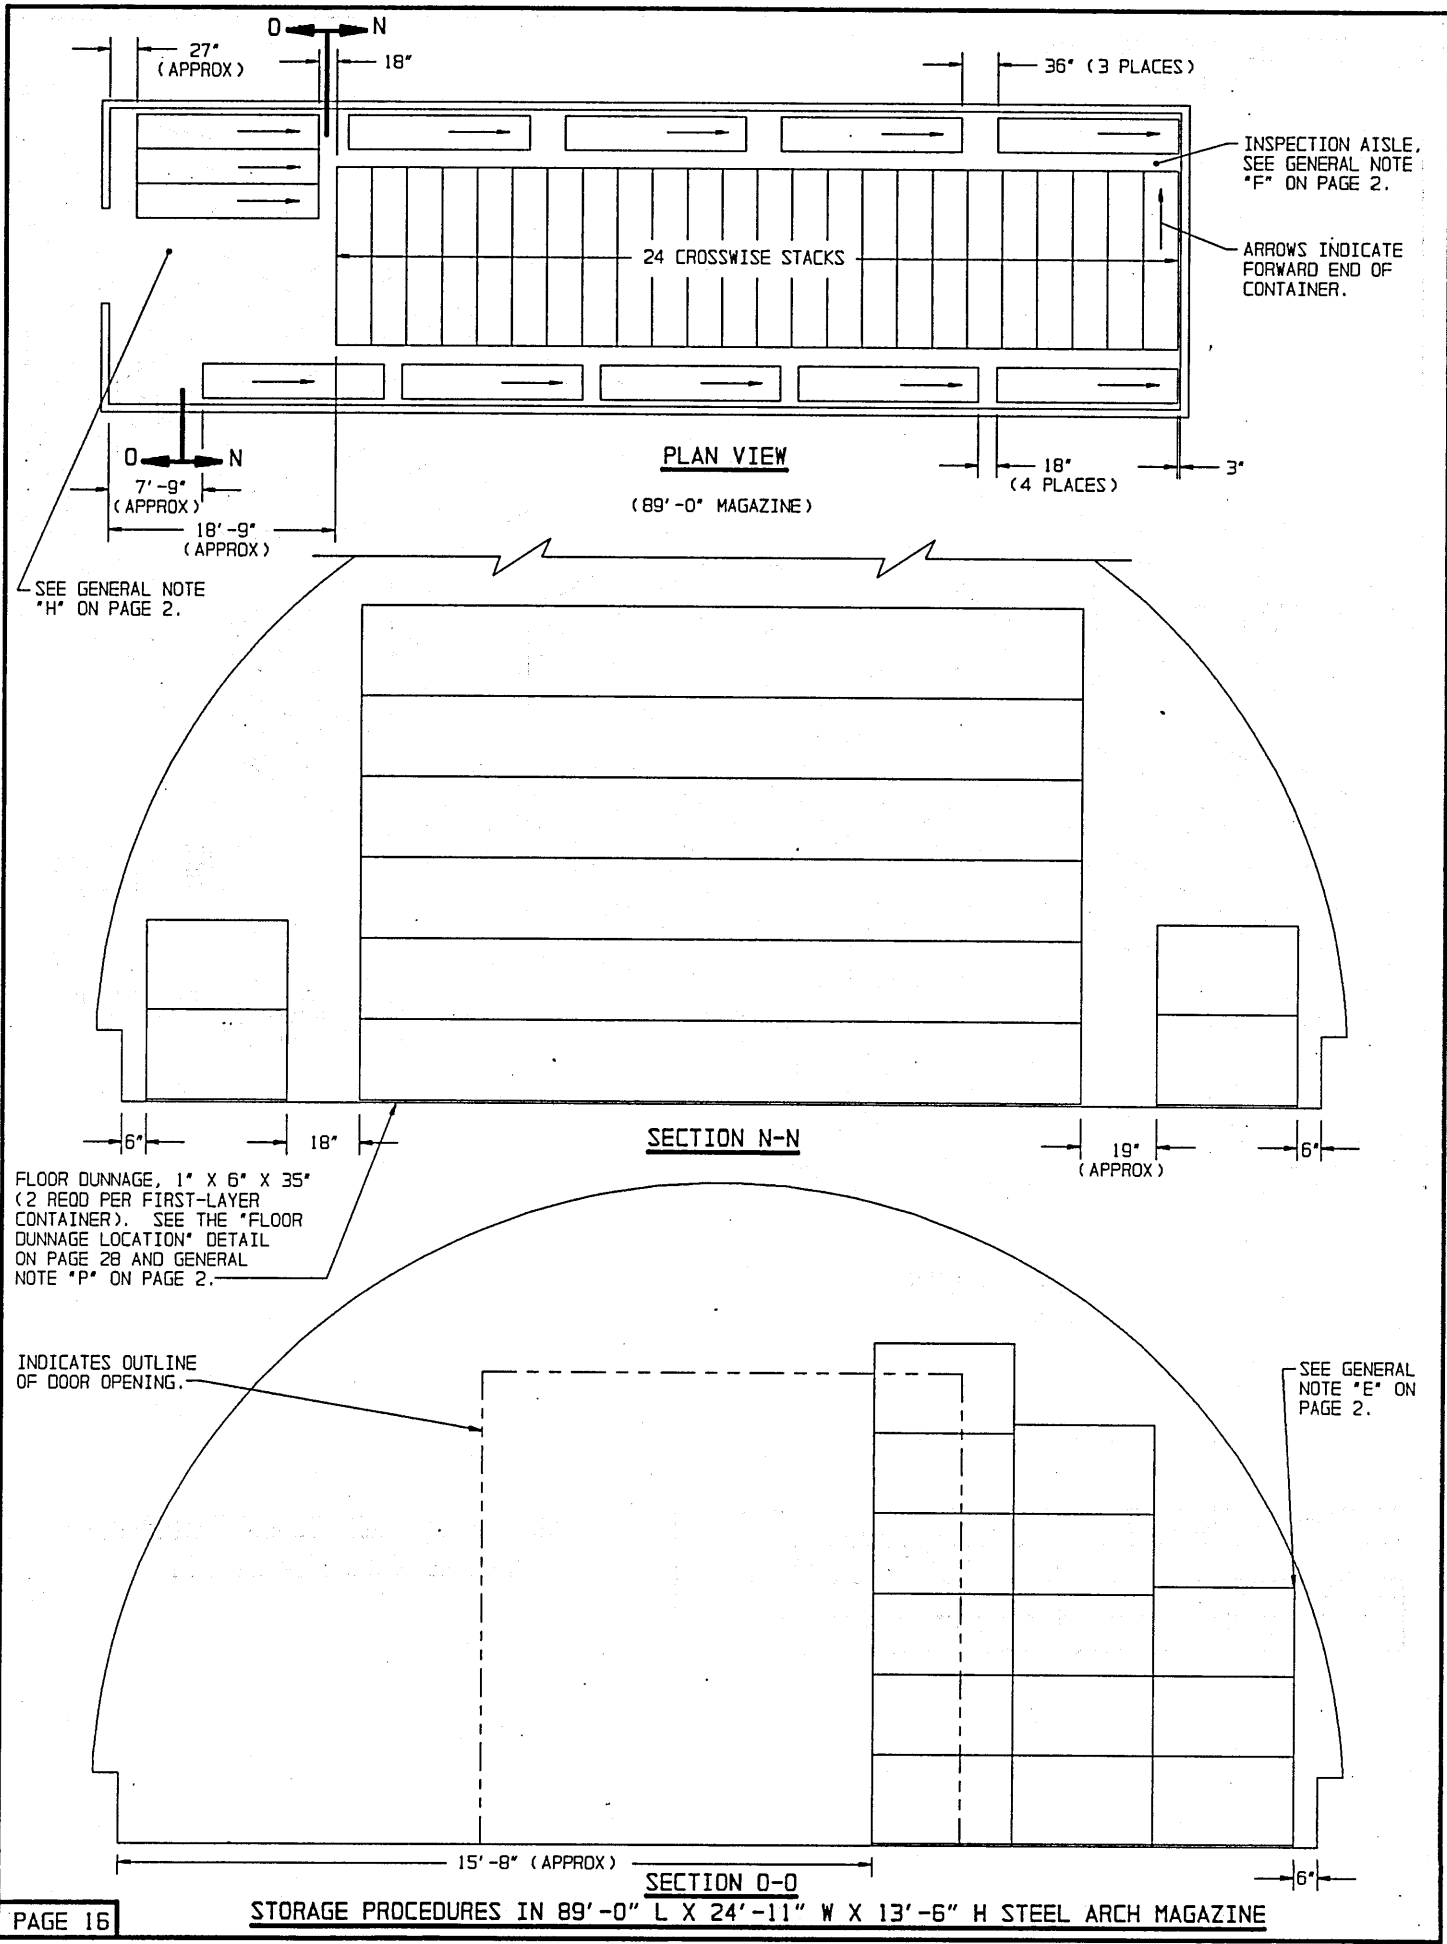 O N
27"
(APPROX)
18"
36" (3 PLACES)
INSPECTION AISLE,
SEE GENERAL NOTE
"F" ON PAGE 2.
24 CROSSWISE STACKS
ARROWS INDICATE
FORWARD END OF
CONTAINER.
O N
7'-9"
(APPROX)
18'-9"
(APPROX)
PLAN VIEW
(89'-0" MAGAZINE)
18"
(4 PLACES)
3"
SEE GENERAL NOTE
"H" ON PAGE 2.
6"
18"
SECTION N-N
19"
(APPROX)
6"
FLOOR DUNNAGE, 1" X 6" X 35"
(2 REQD PER FIRST-LAYER
CONTAINER). SEE THE "FLOOR
DUNNAGE LOCATION" DETAIL
ON PAGE 28 AND GENERAL
NOTE "P" ON PAGE 2.
INDICATES OUTLINE
OF DOOR OPENING.
SEE GENERAL
NOTE "E" ON
PAGE 2.
15'-8" (APPROX)
SECTION O-O
6"
PAGE 16
STORAGE PROCEDURES IN 89'-0" L X 24'-11" W X 13'-6" H STEEL ARCH MAGAZINE